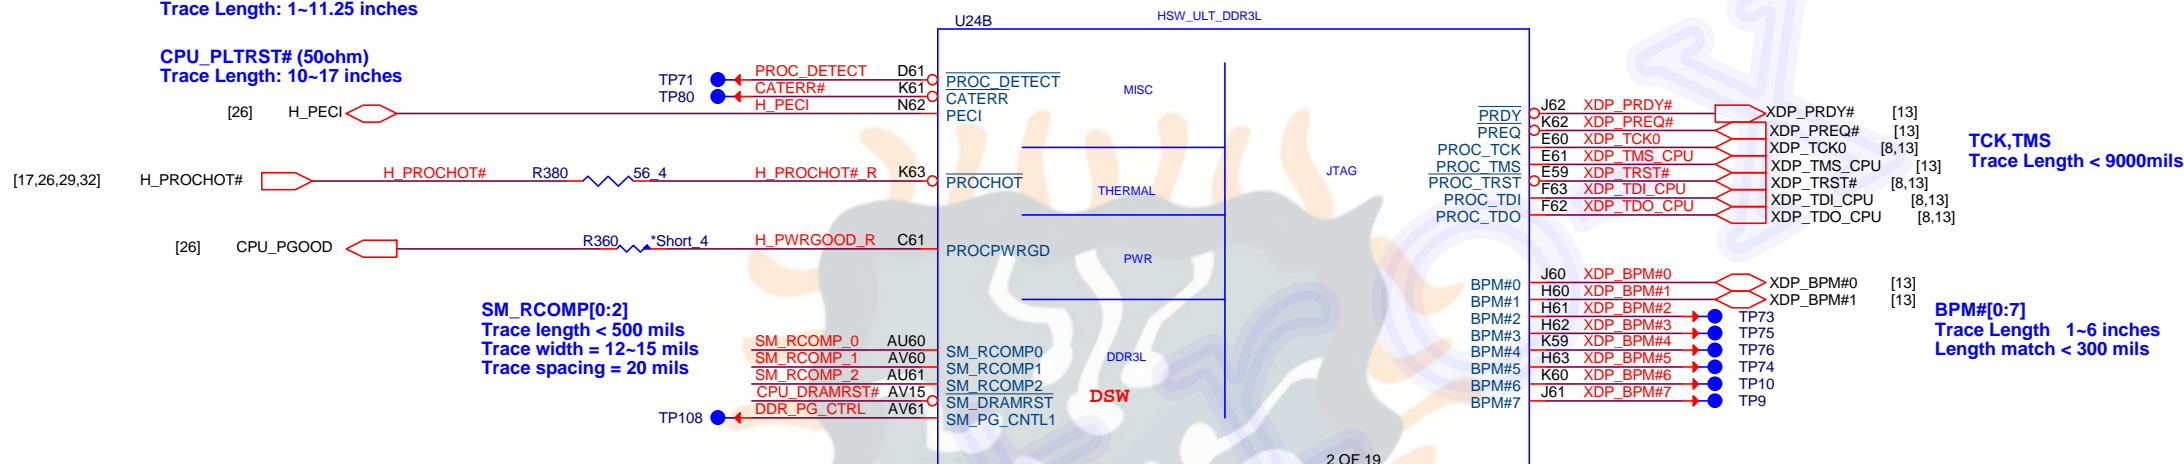 Trace Length: 1~11.25 inches
U24B
HSW_ULT_DDR3L
CPU_PLTRST# (50ohm)
Trace Length: 10~17 inches
TP71 PROC_DETECT D61 PROC_DETECT
TP80 CATERR# K61 CATERR
[26] H_PECI H_PECI N62 PECI
MISC
[17,26,29,32] H_PROCHOT# H_PROCHOT# R380 56_4 H_PROCHOT#_R K63 PROCHOT
THERMAL
[26] CPU_PGOOD R360 *Short_4 H_PWRGOOD_R C61 PROCPWRGD
PWR
SM_RCOMP[0:2]
Trace length < 500 mils
Trace width = 12~15 mils
Trace spacing = 20 mils
SM_RCOMP_0 AU60 SM_RCOMP0
SM_RCOMP_1 AV60 SM_RCOMP1
SM_RCOMP_2 AU61 SM_RCOMP2
CPU_DRAMRST# AV15 SM_DRAMRST
TP108 DDR_PG_CTRL AV61 SM_PG_CNTL1
DDR3L
DSW
JTAG
PRDY J62 XDP_PRDY# XDP_PRDY# [13]
PREQ K62 XDP_PREQ# XDP_PREQ# [13]
PROC_TCK E60 XDP_TCK0 XDP_TCK0 [8,13]
PROC_TMS E61 XDP_TMS_CPU XDP_TMS_CPU [13]
PROC_TRST E59 XDP_TRST# XDP_TRST# [8,13]
PROC_TDI F63 XDP_TDI_CPU XDP_TDI_CPU [8,13]
PROC_TDO F62 XDP_TDO_CPU XDP_TDO_CPU [8,13]
TCK,TMS
Trace Length < 9000mils
BPM#0 J60 XDP_BPM#0 XDP_BPM#0 [13]
BPM#1 H60 XDP_BPM#1 XDP_BPM#1 [13]
BPM#2 H61 XDP_BPM#2 TP73
BPM#3 H62 XDP_BPM#3 TP75
BPM#4 K59 XDP_BPM#4 TP76
BPM#5 H63 XDP_BPM#5 TP74
BPM#6 K60 XDP_BPM#6 TP10
BPM#7 J61 XDP_BPM#7 TP9
BPM#[0:7]
Trace Length 1~6 inches
Length match < 300 mils
2 OF 19